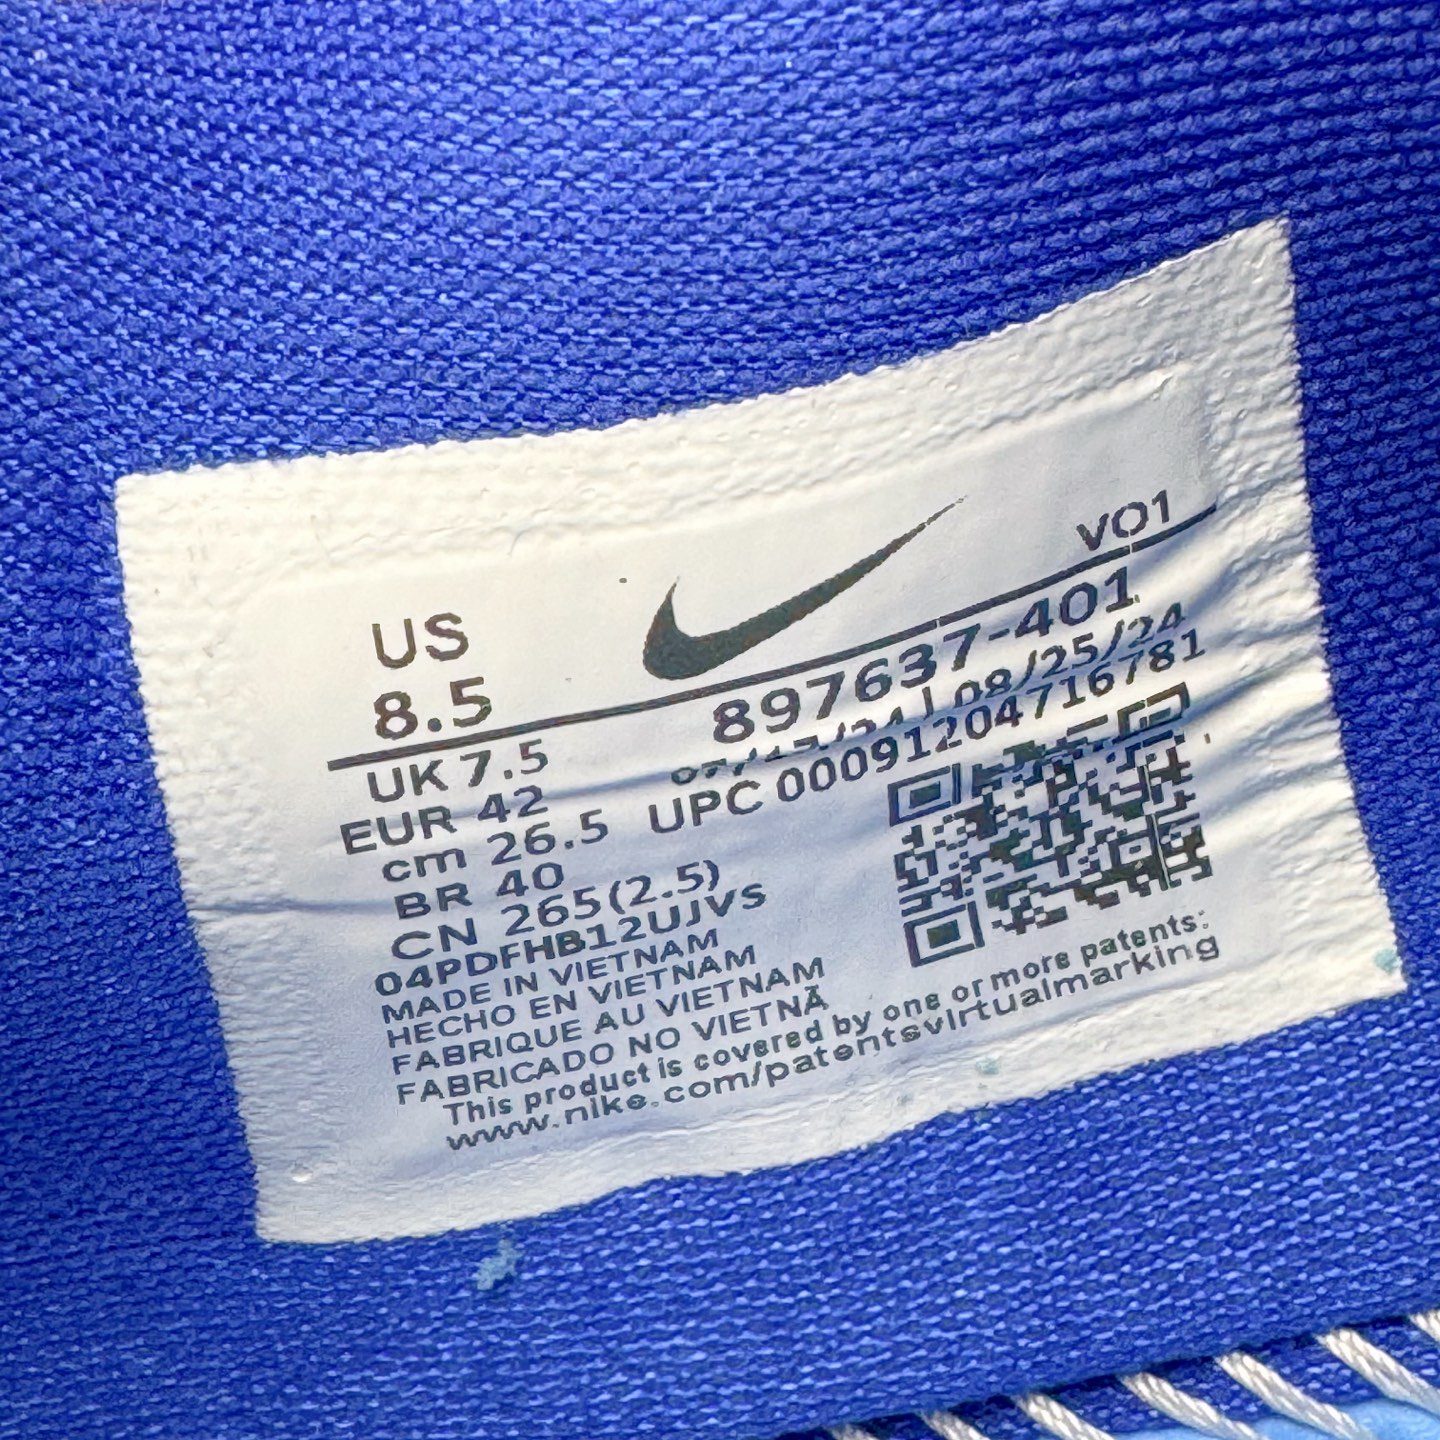 VO1
US
8.5
897637-401
08/25/24
UPC 00091204716781
UK 7.5
EUR 42
cm 26.5
BR 40
CN 265(2.5)
04PDFHB12UJVS
MADE IN VIETNAM
HECHO EN VIETNAM
FABRIQUE AU VIETNAM
FABRICADO NO VIETNÃ
This product is covered by one or more patents:
www.nike.com/patentsvirtualmarking